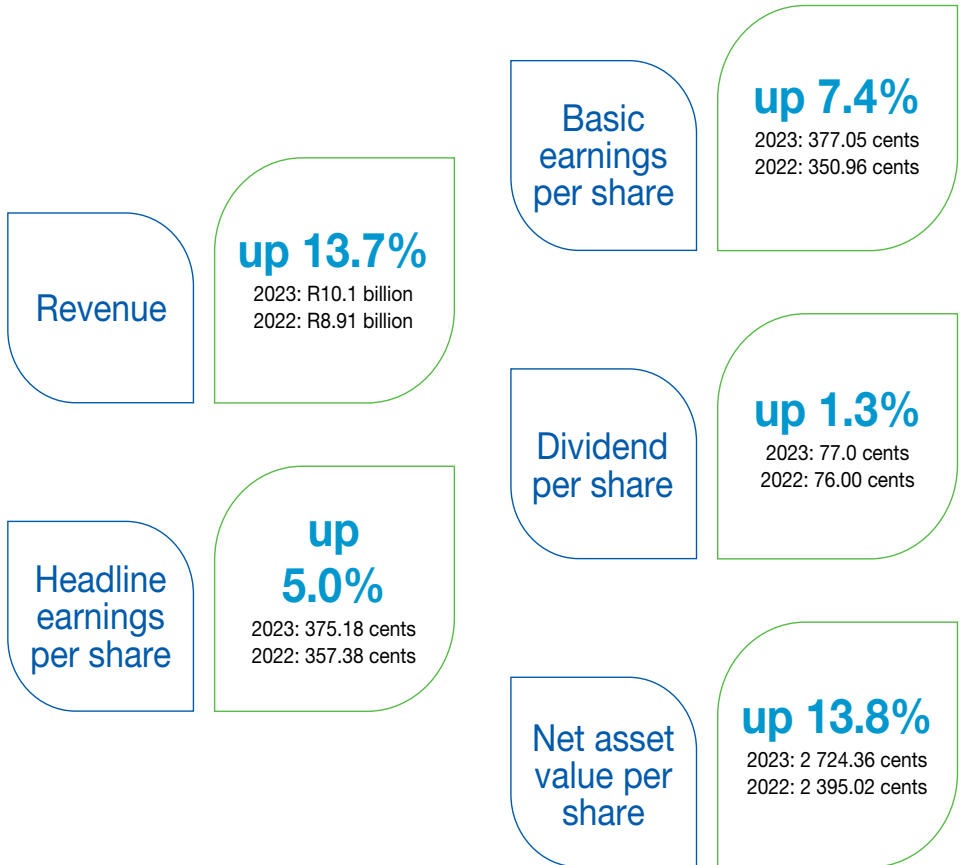 Revenue
up 13.7%
2023: R10.1 billion
2022: R8.91 billion
Headline
earnings
per share
up
5.0%
2023: 375.18 cents
2022: 357.38 cents
Basic
earnings
per share
up 7.4%
2023: 377.05 cents
2022: 350.96 cents
Dividend
per share
up 1.3%
2023: 77.0 cents
2022: 76.00 cents
Net asset
value per
share
up 13.8%
2023: 2 724.36 cents
2022: 2 395.02 cents